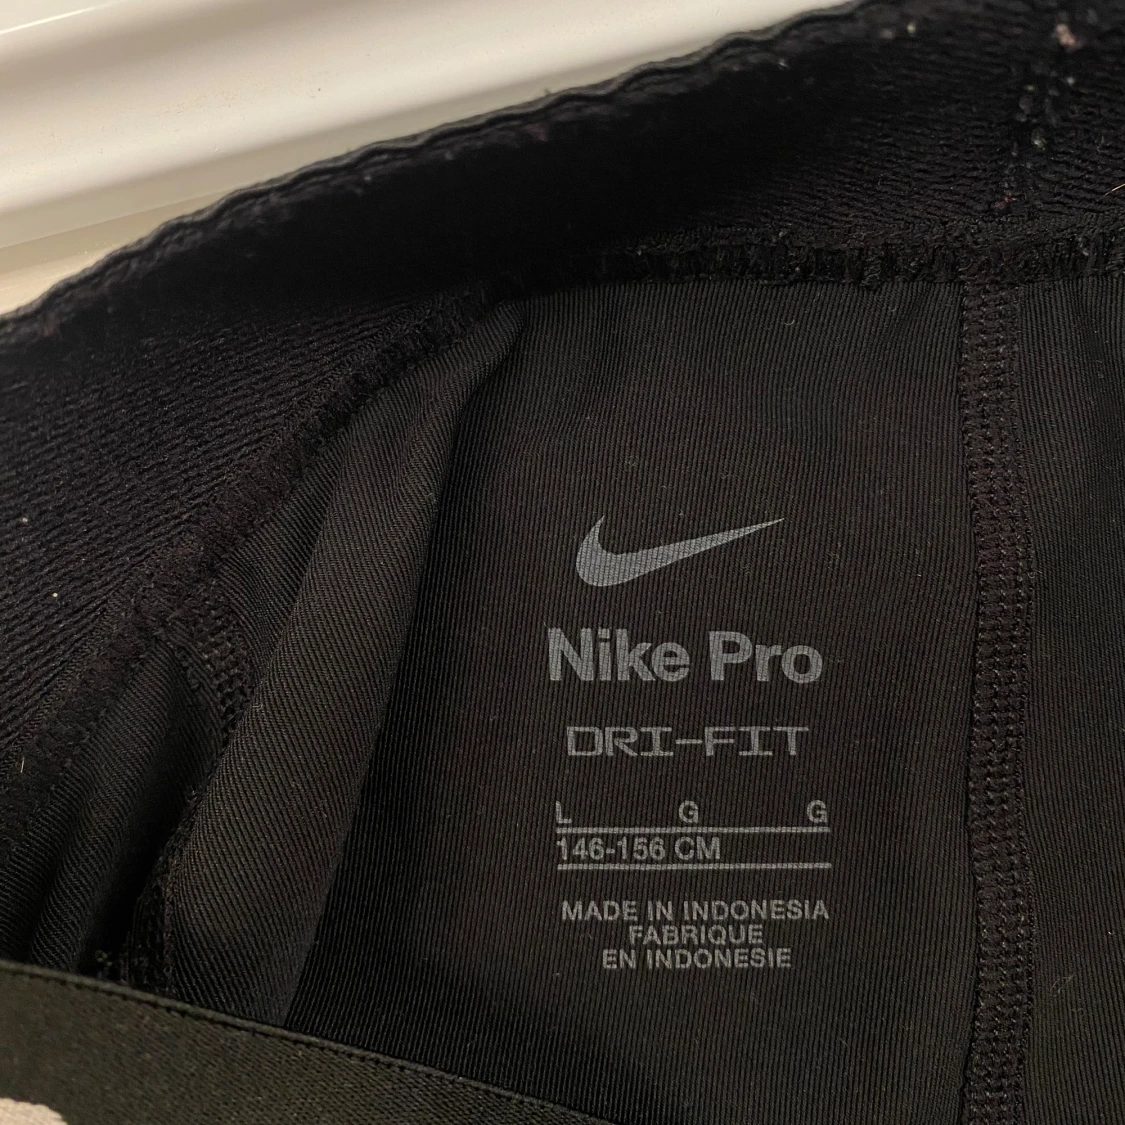 Nike Pro
DRI-FIT
L G G
146-156 CM
MADE IN INDONESIA
FABRIQUE
EN INDONESIE